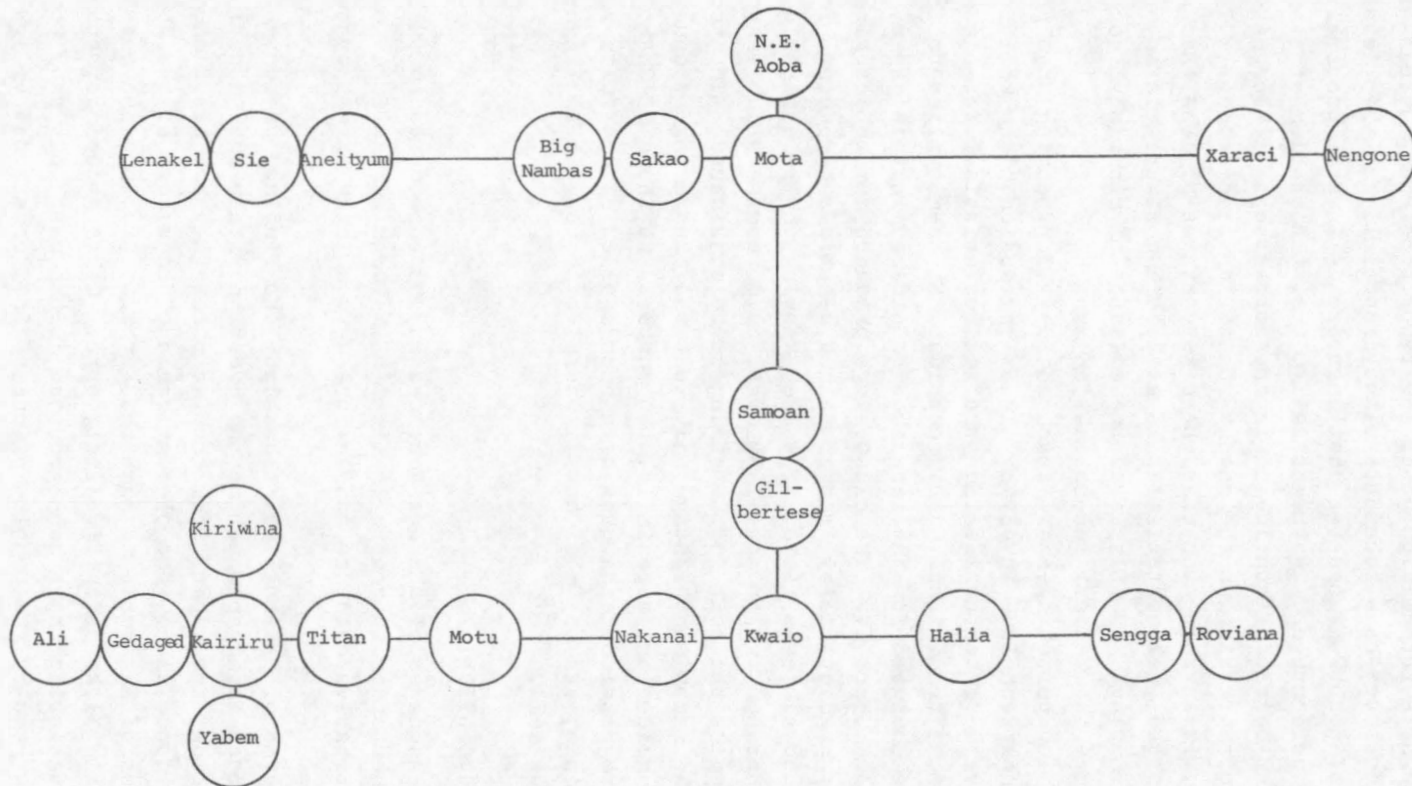 N.E.
Aoba
Lenakel
Sie
Aneityum
Big
Nambas
Sakao
Mota
Xaraci
Nengone
Samoan
Gil-
bertese
Kiriwina
Ali
Gedaged
Kairiru
Titan
Motu
Nakanai
Kwaio
Halia
Sengga
Roviana
Yabem